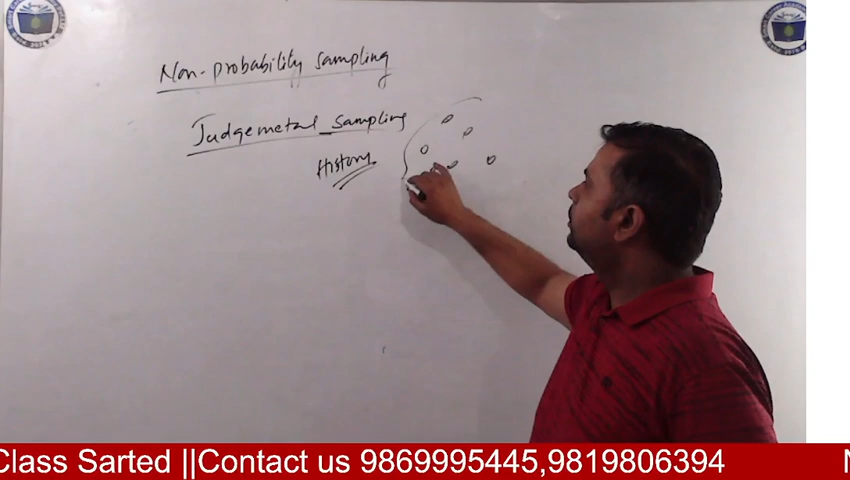 Non-probability sampling
Judgemetal sampling
History
Class Sarted ||Contact us 9869995445,9819806394
N